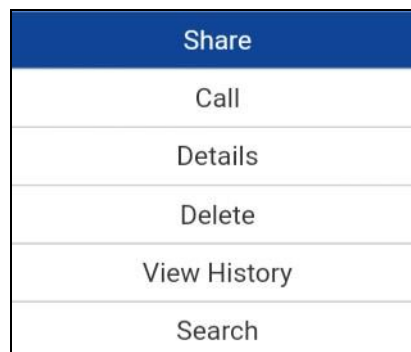 Share
Call
Details
Delete
View History
Search